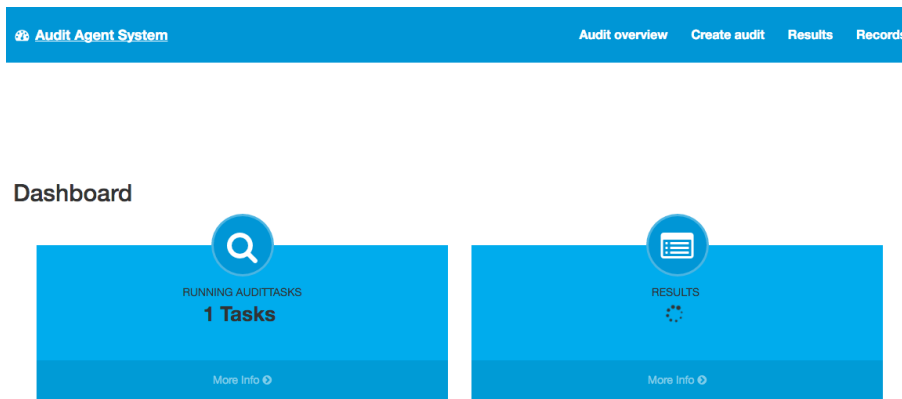 Audit Agent System Audit overview Create audit Results Records
Dashboard
RUNNING AUDITTASKS
1 Tasks
More Info
RESULTS
More Info